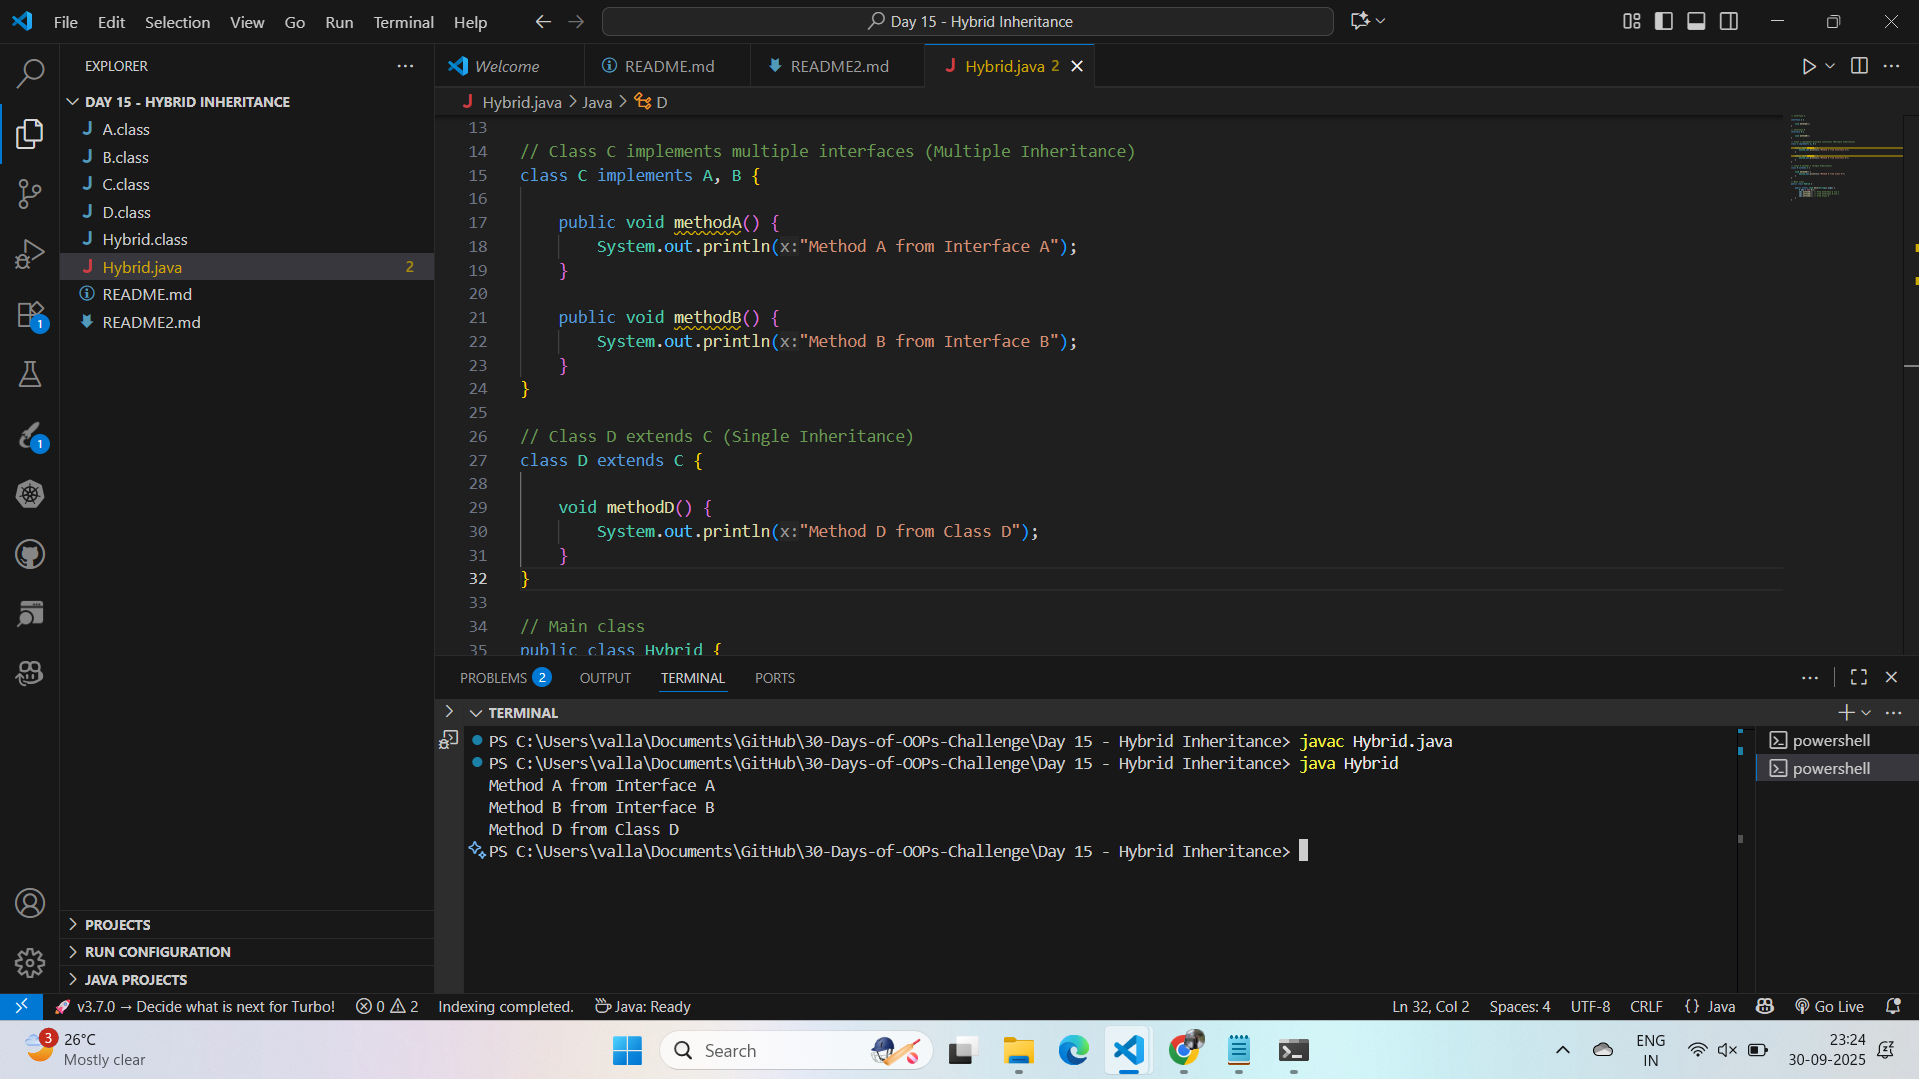 File Edit Selection View Go Run Terminal Help
Day 15 - Hybrid Inheritance
EXPLORER
DAY 15 - HYBRID INHERITANCE
A.class
B.class
C.class
D.class
Hybrid.class
Hybrid.java 2
README.md
README2.md
PROJECTS
RUN CONFIGURATION
JAVA PROJECTS
1
1
Welcome README.md README2.md Hybrid.java 2
Hybrid.java > Java > D
13
14 // Class C implements multiple interfaces (Multiple Inheritance)
15 class C implements A, B {
16
17 public void methodA() {
18 System.out.println(x:"Method A from Interface A");
19 }
20
21 public void methodB() {
22 System.out.println(x:"Method B from Interface B");
23 }
24 }
25
26 // Class D extends C (Single Inheritance)
27 class D extends C {
28
29 void methodD() {
30 System.out.println(x:"Method D from Class D");
31 }
32 }
33
34 // Main class
35 public class Hybrid {
PROBLEMS 2 OUTPUT TERMINAL PORTS
TERMINAL
PS C:\Users\valla\Documents\GitHub\30-Days-of-OOPs-Challenge\Day 15 - Hybrid Inheritance> javac Hybrid.java
PS C:\Users\valla\Documents\GitHub\30-Days-of-OOPs-Challenge\Day 15 - Hybrid Inheritance> java Hybrid
Method A from Interface A
Method B from Interface B
Method D from Class D
PS C:\Users\valla\Documents\GitHub\30-Days-of-OOPs-Challenge\Day 15 - Hybrid Inheritance>
powershell
powershell
v3.7.0 → Decide what is next for Turbo! 0 2 Indexing completed. Java: Ready Ln 32, Col 2 Spaces: 4 UTF-8 CRLF {} Java Go Live
3
26°C
Mostly clear
Search
ENG
IN
23:24
30-09-2025